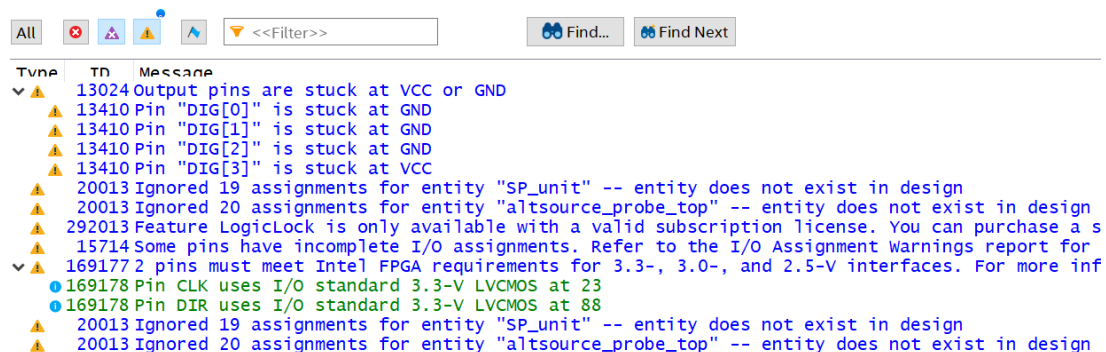 All <<Filter>> Find... Find Next
Type ID Message
13024 Output pins are stuck at VCC or GND
13410 Pin "DIG[0]" is stuck at GND
13410 Pin "DIG[1]" is stuck at GND
13410 Pin "DIG[2]" is stuck at GND
13410 Pin "DIG[3]" is stuck at VCC
20013 Ignored 19 assignments for entity "SP_unit" -- entity does not exist in design
20013 Ignored 20 assignments for entity "altsource_probe_top" -- entity does not exist in design
292013 Feature LogicLock is only available with a valid subscription license. You can purchase a s
15714 Some pins have incomplete I/O assignments. Refer to the I/O Assignment Warnings report for
169177 2 pins must meet Intel FPGA requirements for 3.3-, 3.0-, and 2.5-V interfaces. For more inf
169178 Pin CLK uses I/O standard 3.3-V LVCMOS at 23
169178 Pin DIR uses I/O standard 3.3-V LVCMOS at 88
20013 Ignored 19 assignments for entity "SP_unit" -- entity does not exist in design
20013 Ignored 20 assignments for entity "altsource_probe_top" -- entity does not exist in design